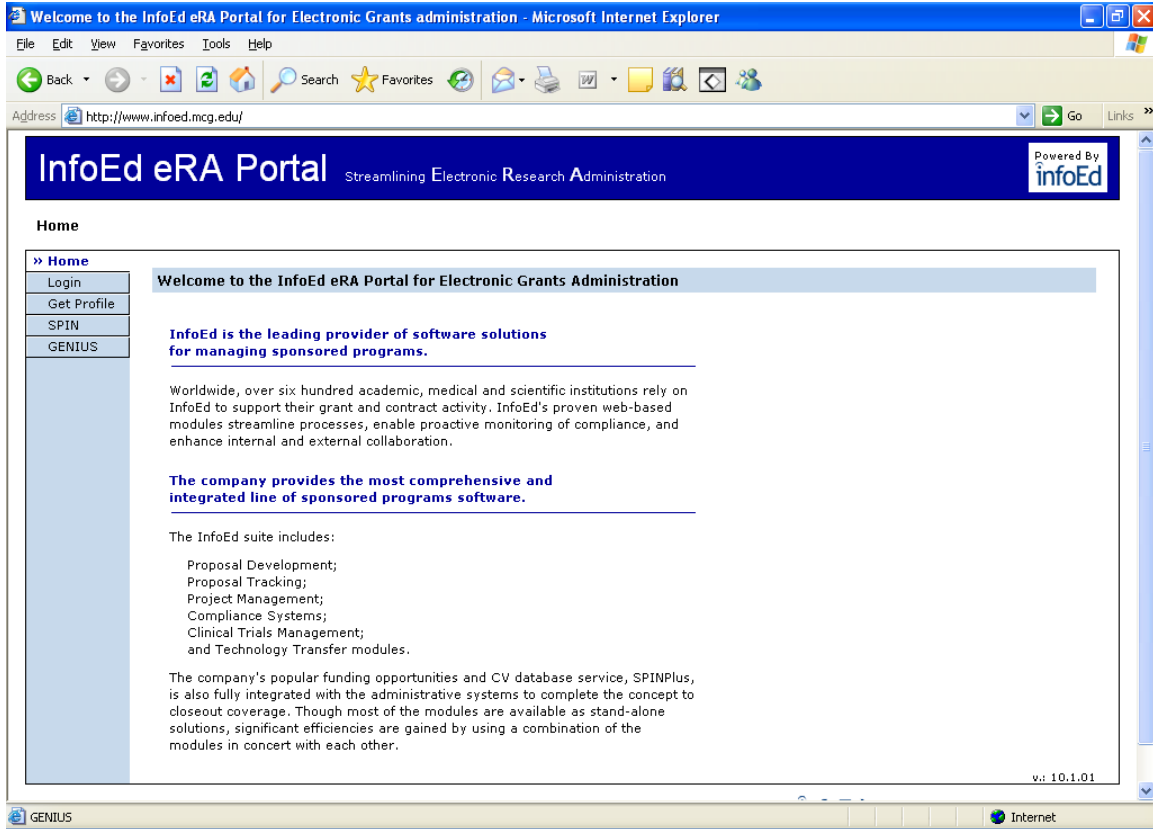 Welcome to the InfoEd eRA Portal for Electronic Grants administration - Microsoft Internet Explorer
File Edit View Favorites Tools Help
Back Search Favorites
Address http://www.infoed.mcg.edu/ Go Links »
InfoEd eRA Portal Streamlining Electronic Research Administration
Powered By
infoEd
Home
» Home
Login
Get Profile
SPIN
GENIUS
Welcome to the InfoEd eRA Portal for Electronic Grants Administration
InfoEd is the leading provider of software solutions
for managing sponsored programs.
Worldwide, over six hundred academic, medical and scientific institutions rely on
InfoEd to support their grant and contract activity. InfoEd's proven web-based
modules streamline processes, enable proactive monitoring of compliance, and
enhance internal and external collaboration.
The company provides the most comprehensive and
integrated line of sponsored programs software.
The InfoEd suite includes:
Proposal Development;
Proposal Tracking;
Project Management;
Compliance Systems;
Clinical Trials Management;
and Technology Transfer modules.
The company's popular funding opportunities and CV database service, SPINPlus,
is also fully integrated with the administrative systems to complete the concept to
closeout coverage. Though most of the modules are available as stand-alone
solutions, significant efficiencies are gained by using a combination of the
modules in concert with each other.
v.: 10.1.01
GENIUS Internet